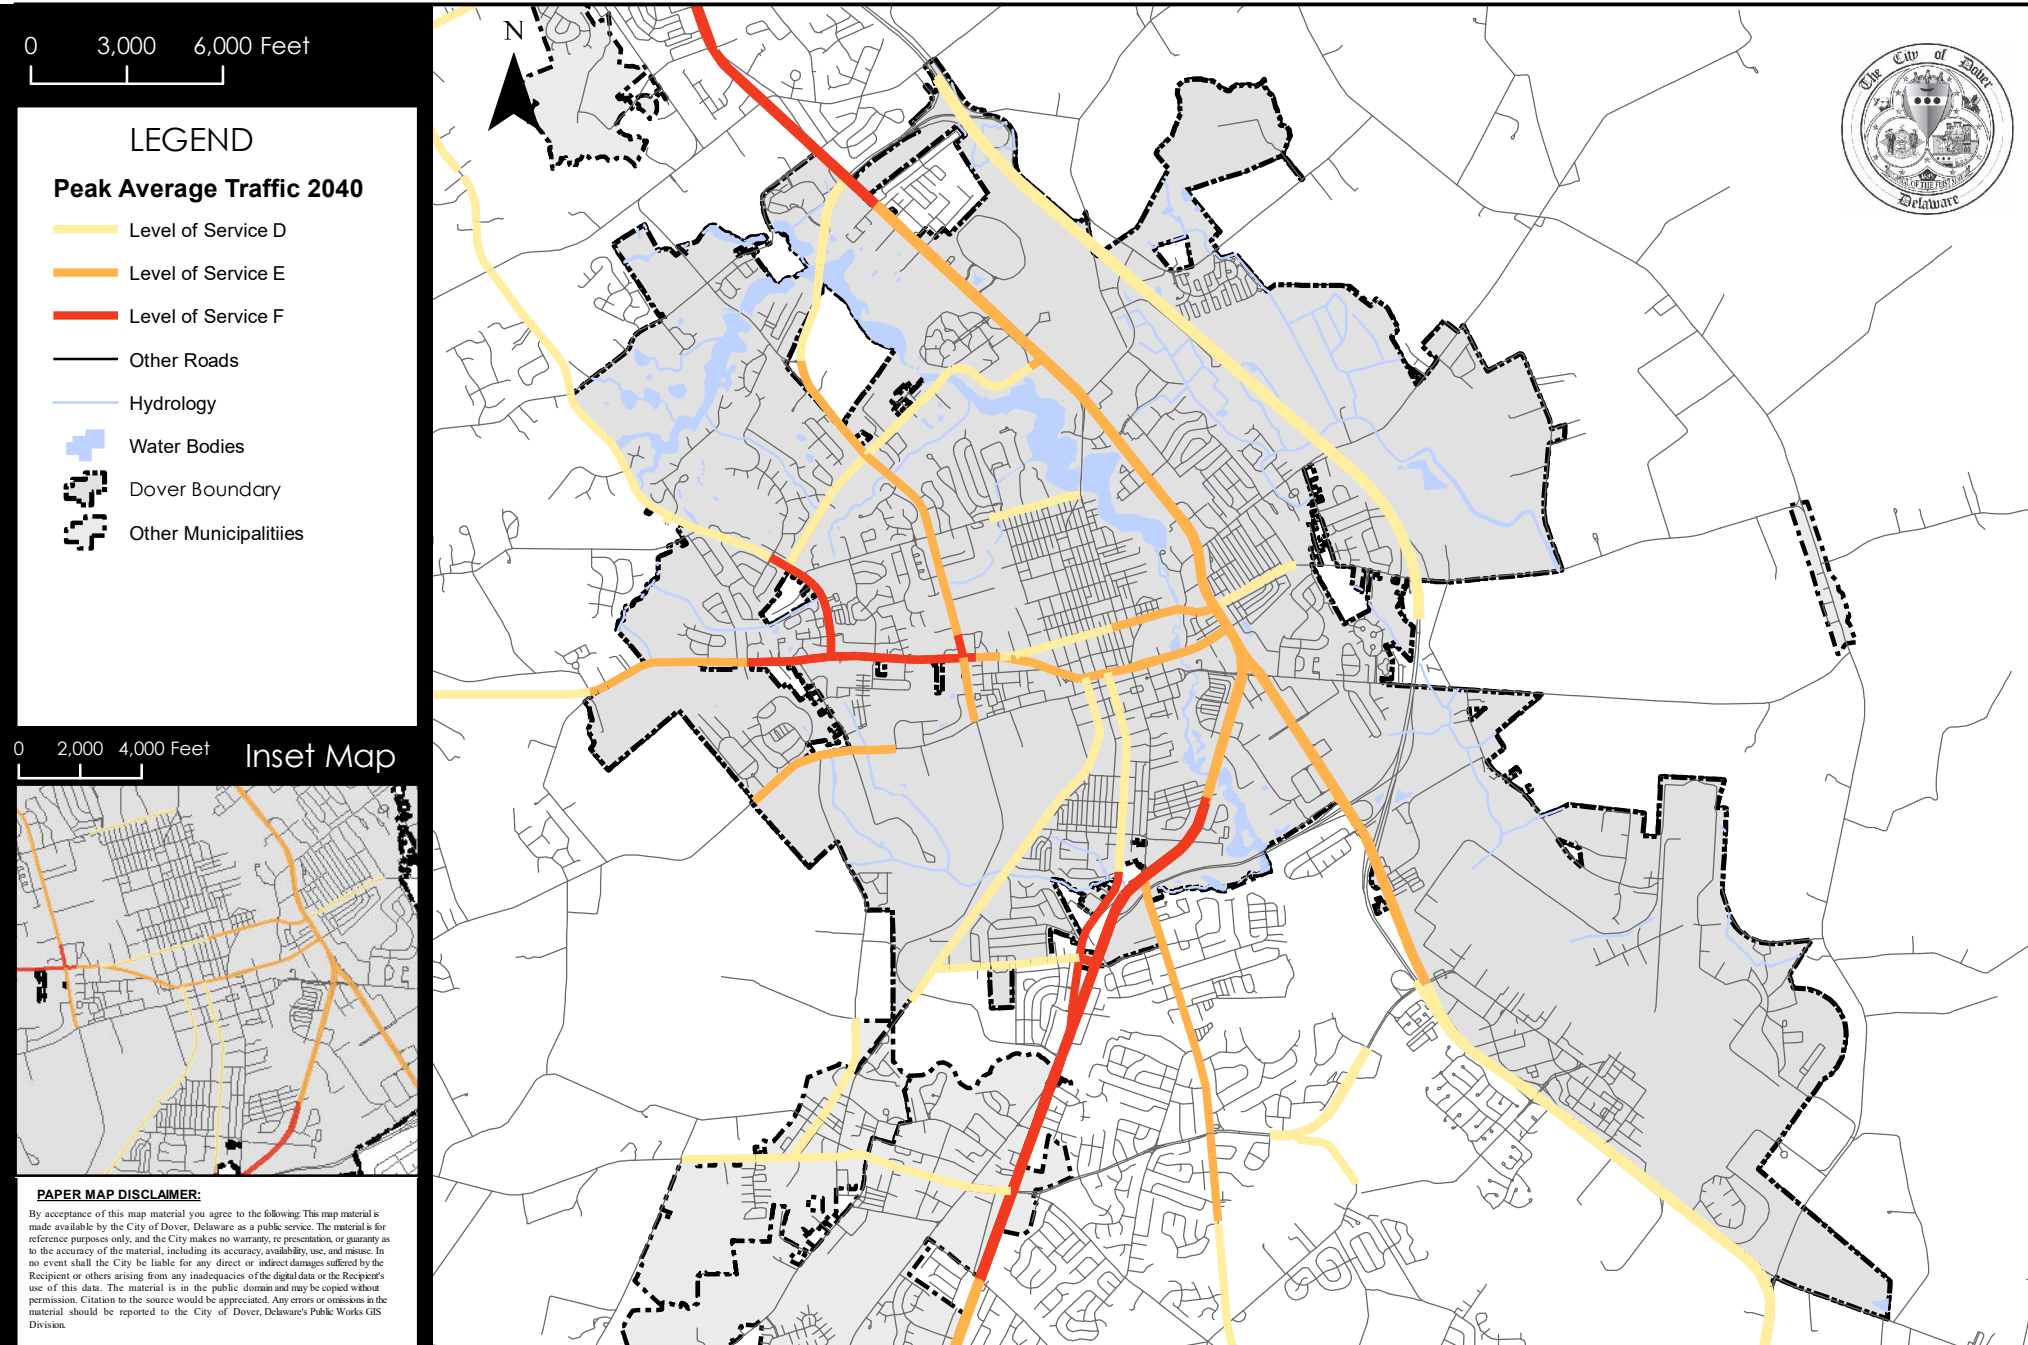 0 3,000 6,000 Feet
LEGEND
Peak Average Traffic 2040
Level of Service D
Level of Service E
Level of Service F
Other Roads
Hydrology
Water Bodies
Dover Boundary
Other Municipalitiies
0 2,000 4,000 Feet
Inset Map
PAPER MAP DISCLAIMER:
By acceptance of this map material you agree to the following: This map material is
made available by the City of Dover, Delaware as a public service. The material is for
reference purposes only, and the City makes no warranty, re presentation, or guaranty as
to the accuracy of the material, including its accuracy, availability, use, and misuse. In
no event shall the City be liable for any direct or indirect damages suffered by the
Recipient or others arising from any inadequacies of the digital data or the Recipient's
use of this data. The material is in the public domain and may be copied without
permission. Citation to the source would be appreciated. Any errors or omissions in the
material should be reported to the City of Dover, Delaware's Public Works GIS
Division.
N
The City of Dover
Delaware